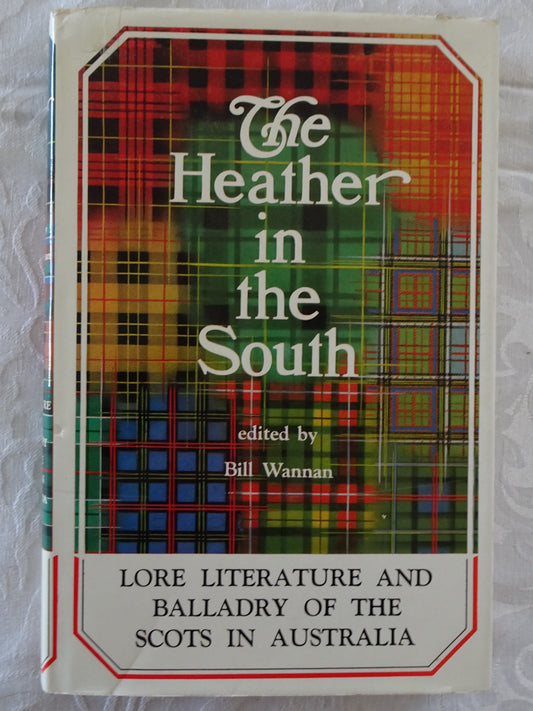 The
Heather
in
the
South
edited by
Bill Wannan
LORE LITERATURE AND
BALLADRY OF THE
SCOTS IN AUSTRALIA